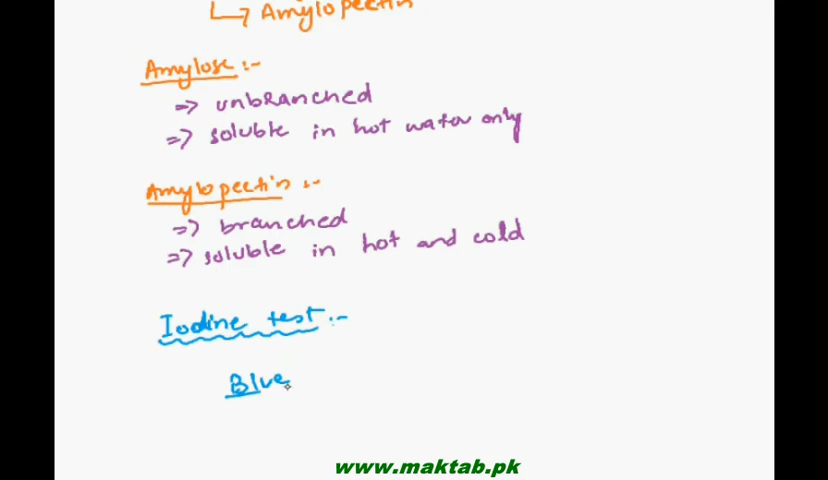 ↳ Amylopectin
Amylose :-
=> unbranched
=> soluble in hot water only
Amylopectin :-
=> branched
=> soluble in hot and cold
Iodine test :-
Blue
www.maktab.pk